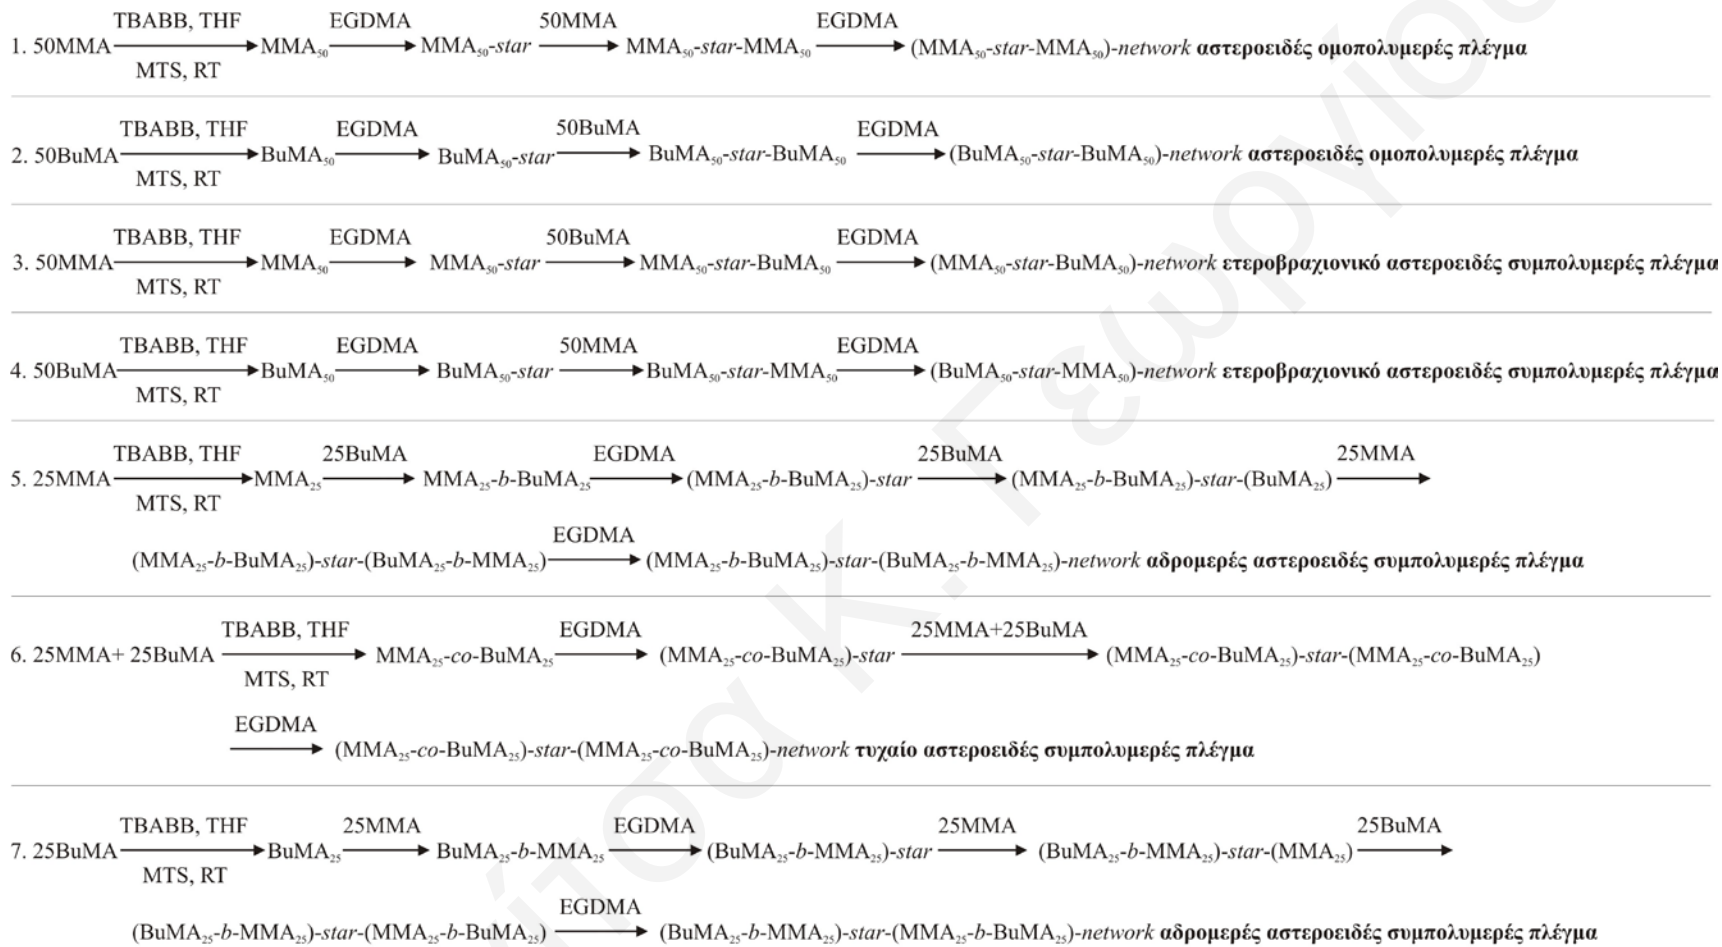 TBABB, THF EGDMA 50MMA EGDMA
1. 50MMA MMA₅₀ MMA₅₀-star MMA₅₀-star-MMA₅₀ (MMA₅₀-star-MMA₅₀)-network αστεροειδές ομοπολυμερές πλέγμα
MTS, RT
TBABB, THF EGDMA 50BuMA EGDMA
2. 50BuMA BuMA₅₀ BuMA₅₀-star BuMA₅₀-star-BuMA₅₀ (BuMA₅₀-star-BuMA₅₀)-network αστεροειδές ομοπολυμερές πλέγμα
MTS, RT
TBABB, THF EGDMA 50BuMA EGDMA
3. 50MMA MMA₅₀ MMA₅₀-star MMA₅₀-star-BuMA₅₀ (MMA₅₀-star-BuMA₅₀)-network ετεροβραχιονικό αστεροειδές συμπολυμερές πλέγμα
MTS, RT
TBABB, THF EGDMA 50MMA EGDMA
4. 50BuMA BuMA₅₀ BuMA₅₀-star BuMA₅₀-star-MMA₅₀ (BuMA₅₀-star-MMA₅₀)-network ετεροβραχιονικό αστεροειδές συμπολυμερές πλέγμα
MTS, RT
TBABB, THF 25BuMA EGDMA 25BuMA 25MMA
5. 25MMA MMA₂₅ MMA₂₅-b-BuMA₂₅ (MMA₂₅-b-BuMA₂₅)-star (MMA₂₅-b-BuMA₂₅)-star-(BuMA₂₅)
MTS, RT
EGDMA
(MMA₂₅-b-BuMA₂₅)-star-(BuMA₂₅-b-MMA₂₅) (MMA₂₅-b-BuMA₂₅)-star-(BuMA₂₅-b-MMA₂₅)-network αδρομερές αστεροειδές συμπολυμερές πλέγμα
TBABB, THF EGDMA 25MMA+25BuMA
6. 25MMA+ 25BuMA MMA₂₅-co-BuMA₂₅ (MMA₂₅-co-BuMA₂₅)-star (MMA₂₅-co-BuMA₂₅)-star-(MMA₂₅-co-BuMA₂₅)
MTS, RT
EGDMA
(MMA₂₅-co-BuMA₂₅)-star-(MMA₂₅-co-BuMA₂₅)-network τυχαίο αστεροειδές συμπολυμερές πλέγμα
TBABB, THF 25MMA EGDMA 25MMA 25BuMA
7. 25BuMA BuMA₂₅ BuMA₂₅-b-MMA₂₅ (BuMA₂₅-b-MMA₂₅)-star (BuMA₂₅-b-MMA₂₅)-star-(MMA₂₅)
MTS, RT
EGDMA
(BuMA₂₅-b-MMA₂₅)-star-(MMA₂₅-b-BuMA₂₅) (BuMA₂₅-b-MMA₂₅)-star-(MMA₂₅-b-BuMA₂₅)-network αδρομερές αστεροειδές συμπολυμερές πλέγμα